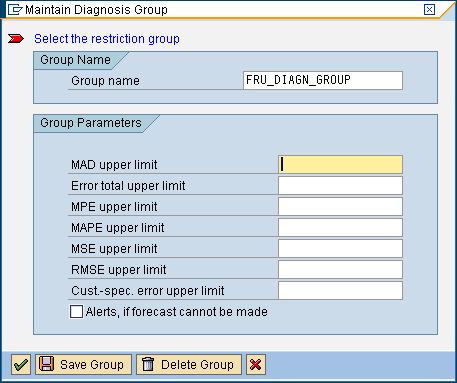 Maintain Diagnosis Group
Select the restriction group
Group Name
Group name FRU_DIAGN_GROUP
Group Parameters
MAD upper limit
Error total upper limit
MPE upper limit
MAPE upper limit
MSE upper limit
RMSE upper limit
Cust.-spec. error upper limit
Alerts, if forecast cannot be made
Save Group Delete Group